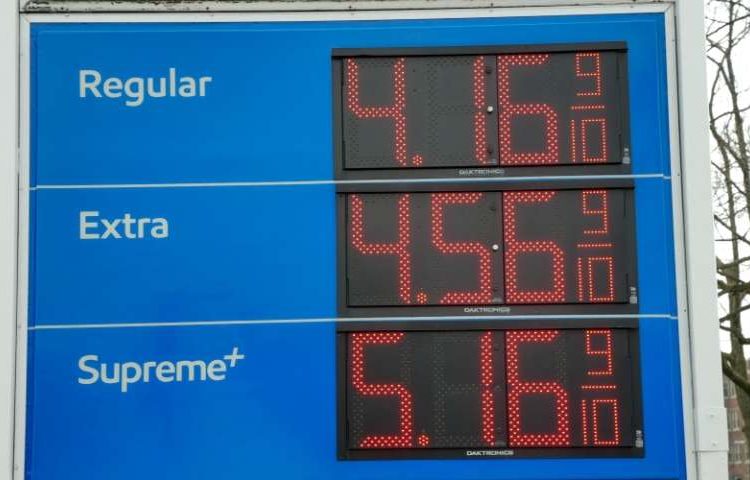 Regular 4.16 9/10
DAKTRONICS
Extra 4.56 9/10
DAKTRONICS
Supreme+ 5.16 9/10
DAKTRONICS